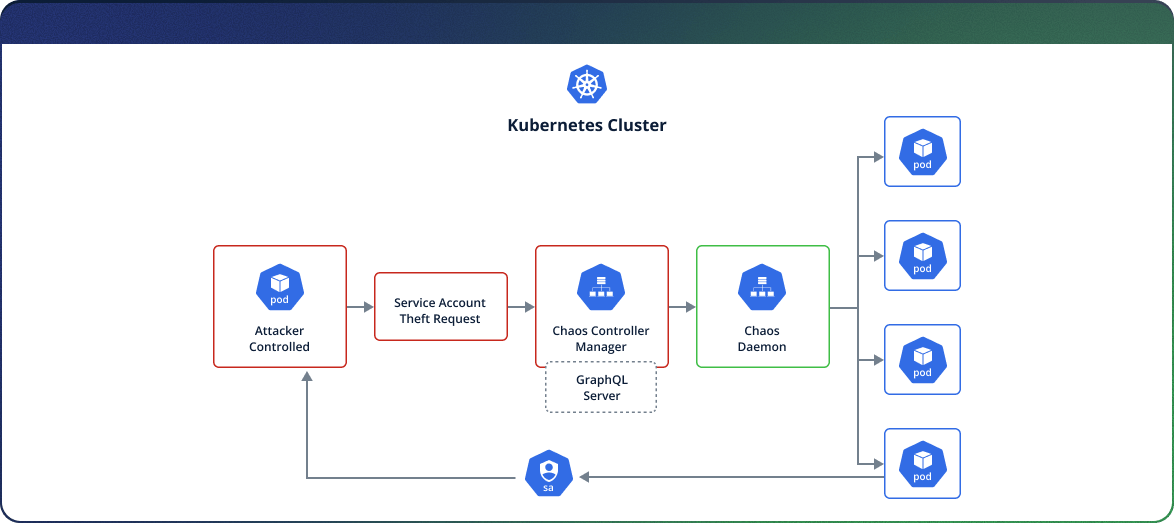 Kubernetes Cluster
pod
pod
pod
Attacker
Controlled
Service Account
Theft Request
Chaos Controller
Manager
GraphQL
Server
Chaos
Daemon
pod
pod
sa